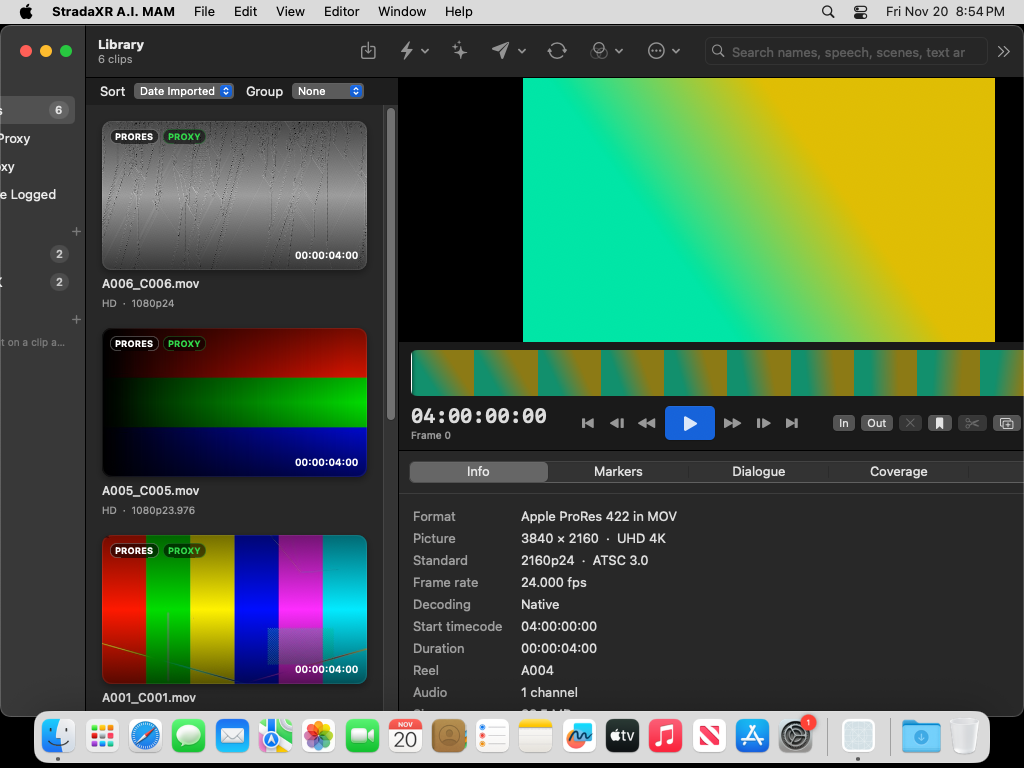 StradaXR A.I. MAM File Edit View Editor Window Help Fri Nov 20 8:54 PM
Library
6 clips
Search names, speech, scenes, text ar
Sort Date Imported Group None
6
Proxy
e Logged
2
2
t on a clip a...
PRORES PROXY
00:00:04:00
A006_C006.mov
HD · 1080p24
PRORES PROXY
00:00:04:00
A005_C005.mov
HD · 1080p23.976
PRORES PROXY
00:00:04:00
A001_C001.mov
04:00:00:00
Frame 0
In Out
Info Markers Dialogue Coverage
Format Apple ProRes 422 in MOV
Picture 3840 × 2160 · UHD 4K
Standard 2160p24 · ATSC 3.0
Frame rate 24.000 fps
Decoding Native
Start timecode 04:00:00:00
Duration 00:00:04:00
Reel A004
Audio 1 channel
NOV
20
tv
1